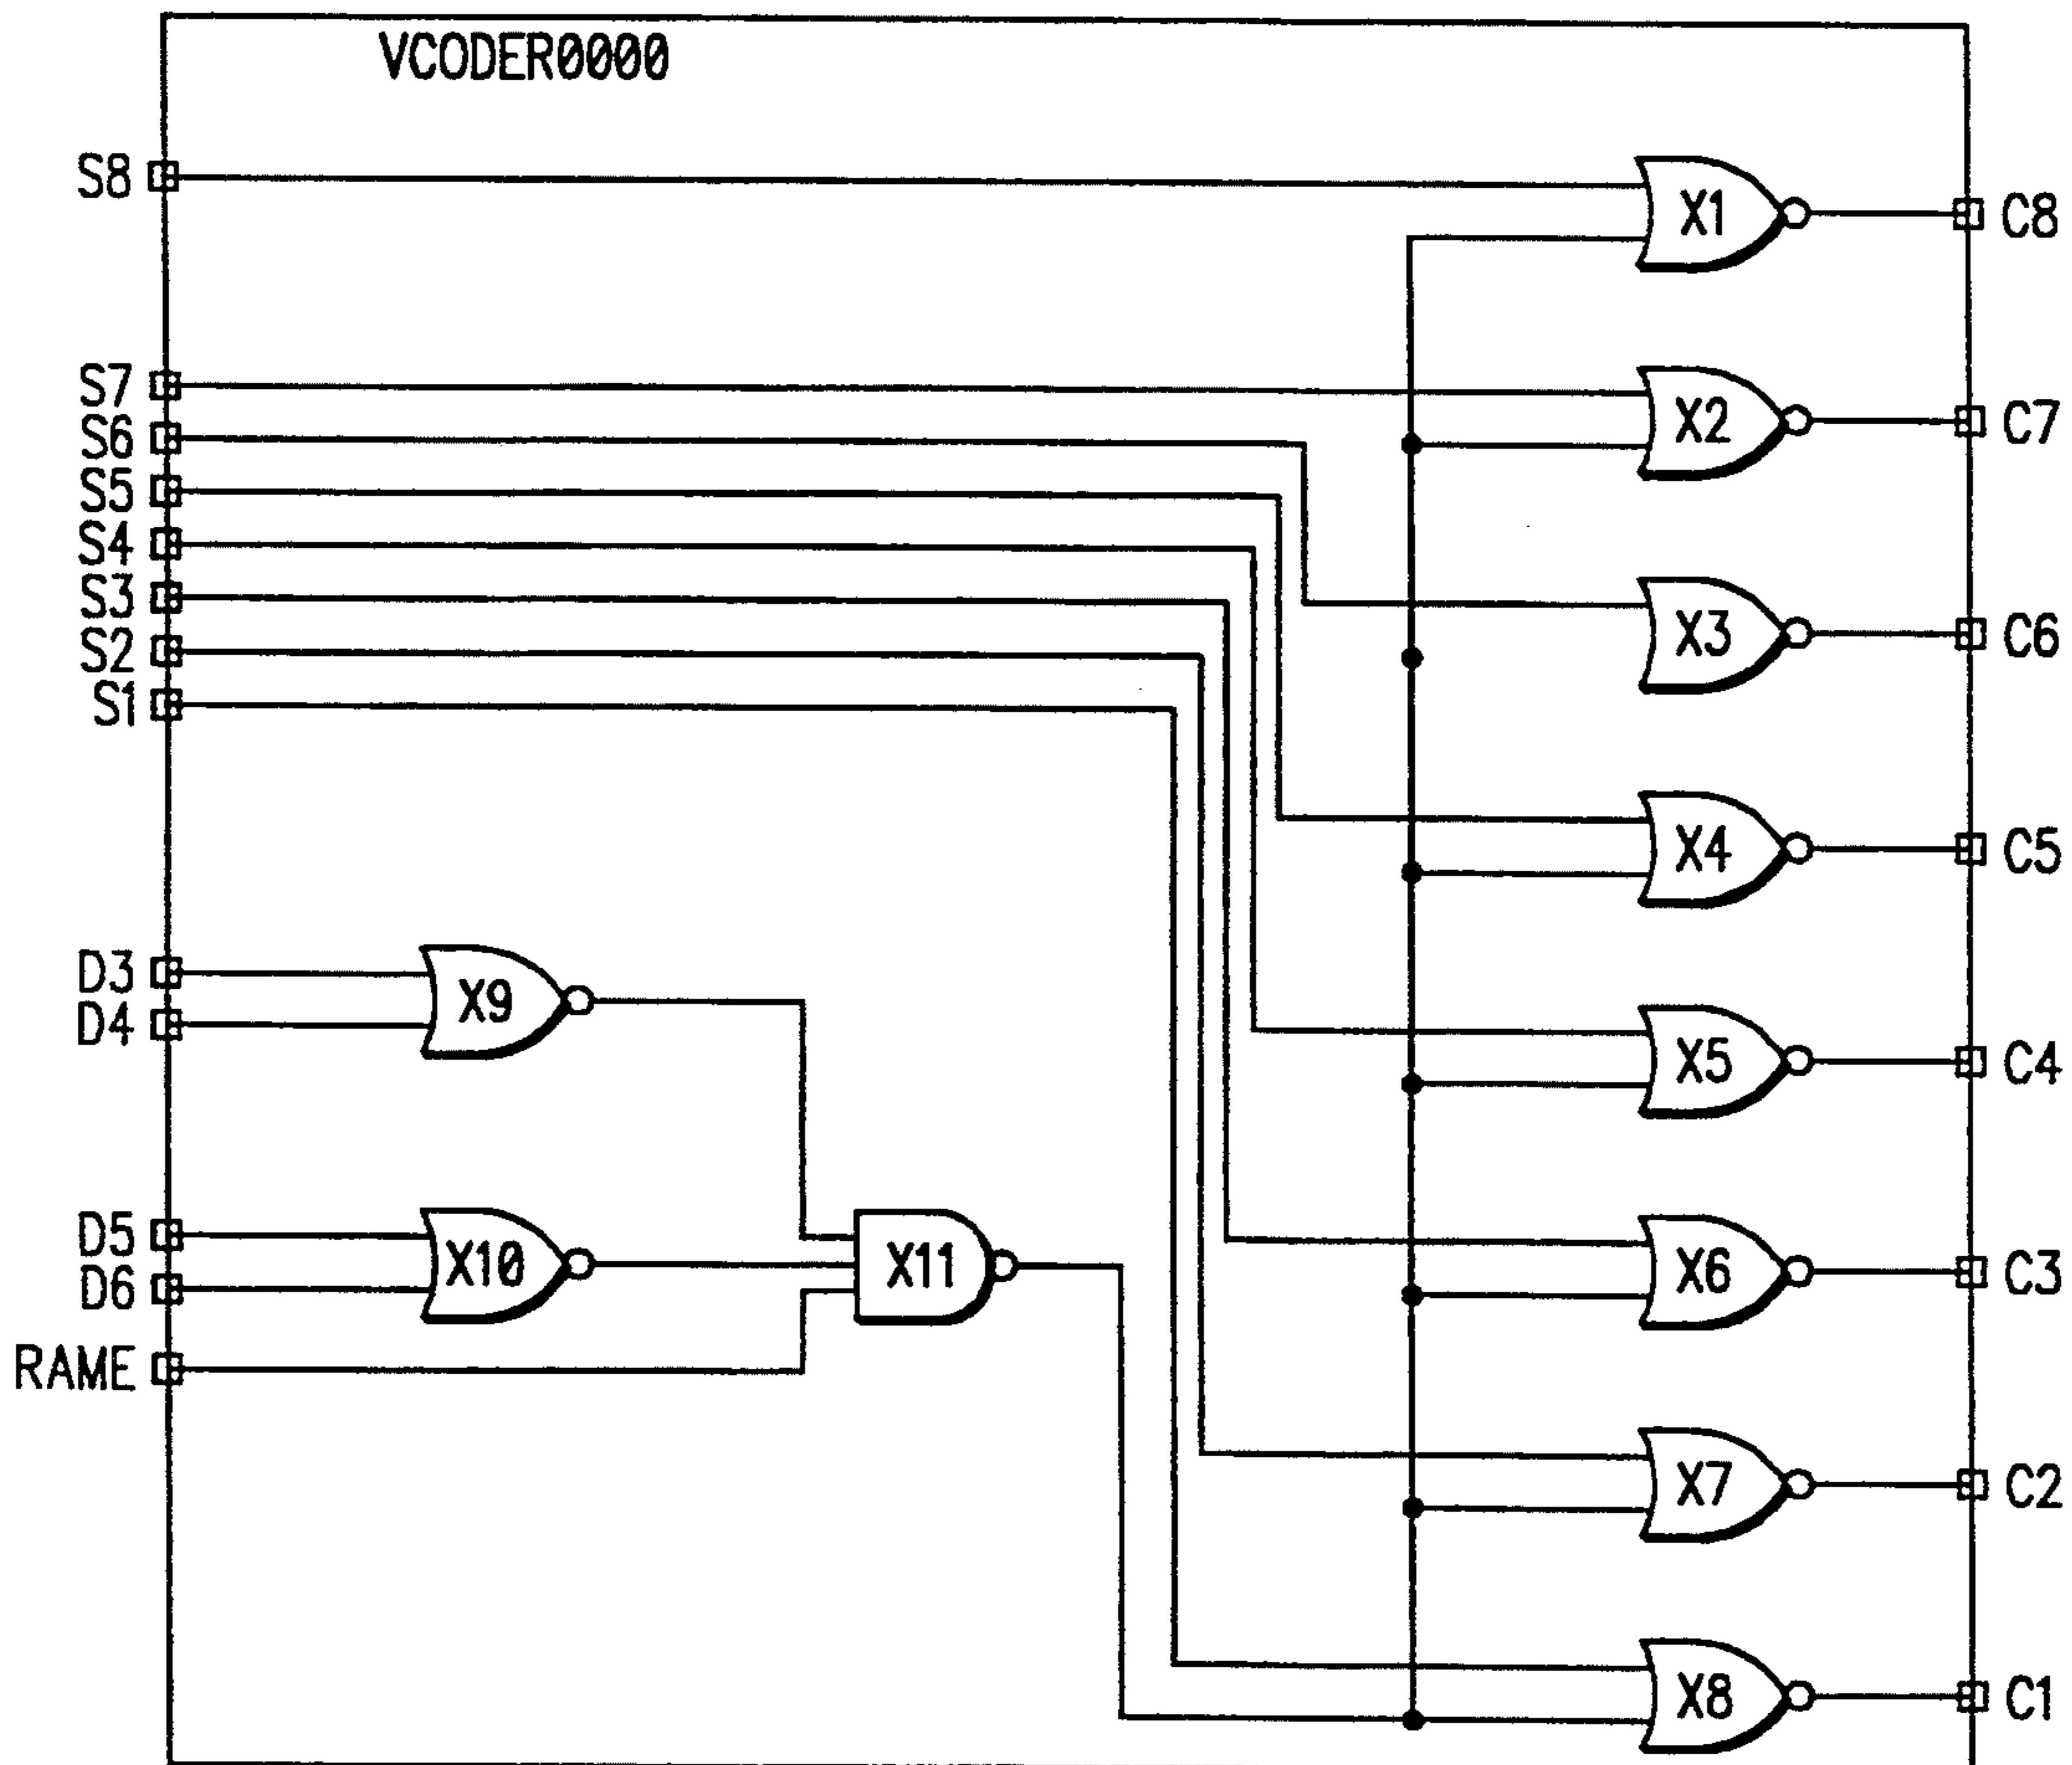 VCODER0000
S8
X1
C8
S7
X2
C7
S6
S5
S4
S3
X3
C6
S2
S1
X4
C5
D3
X9
D4
X5
C4
D5
X10
X11
X6
C3
D6
RAME
X7
C2
X8
C1